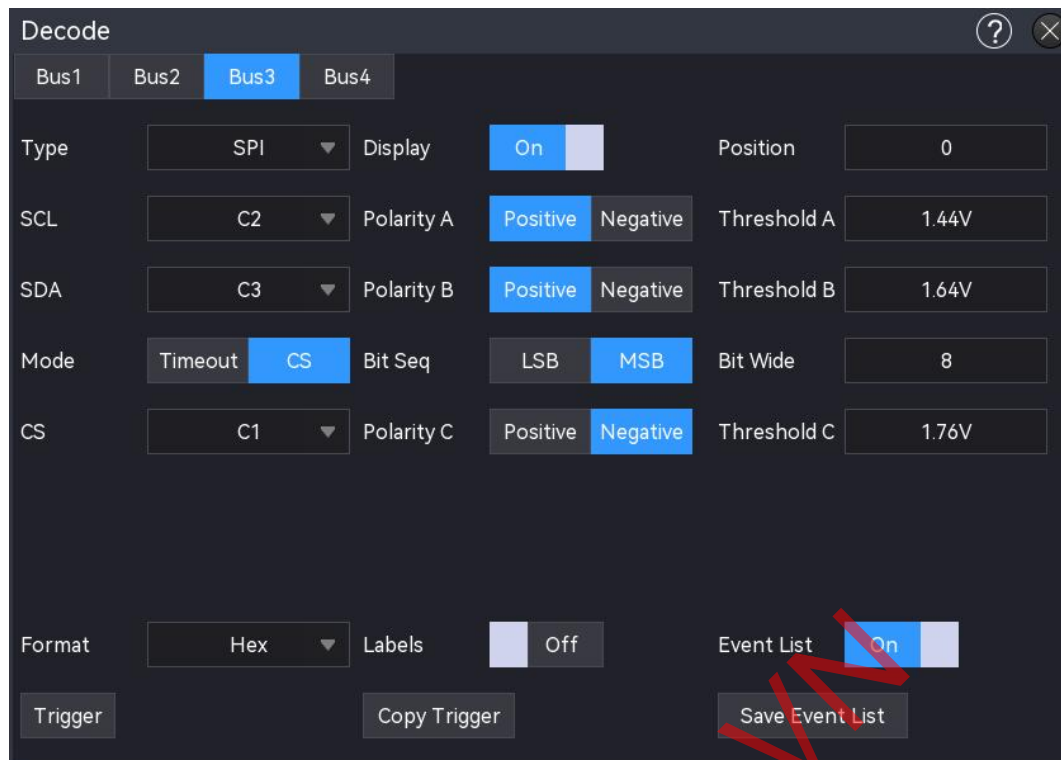 Decode ?
Bus1 Bus2 Bus3 Bus4
Type SPI Display On Position 0
SCL C2 Polarity A Positive Negative Threshold A 1.44V
SDA C3 Polarity B Positive Negative Threshold B 1.64V
Mode Timeout CS Bit Seq LSB MSB Bit Wide 8
CS C1 Polarity C Positive Negative Threshold C 1.76V
Format Hex Labels Off Event List On
Trigger Copy Trigger Save Event List
VN